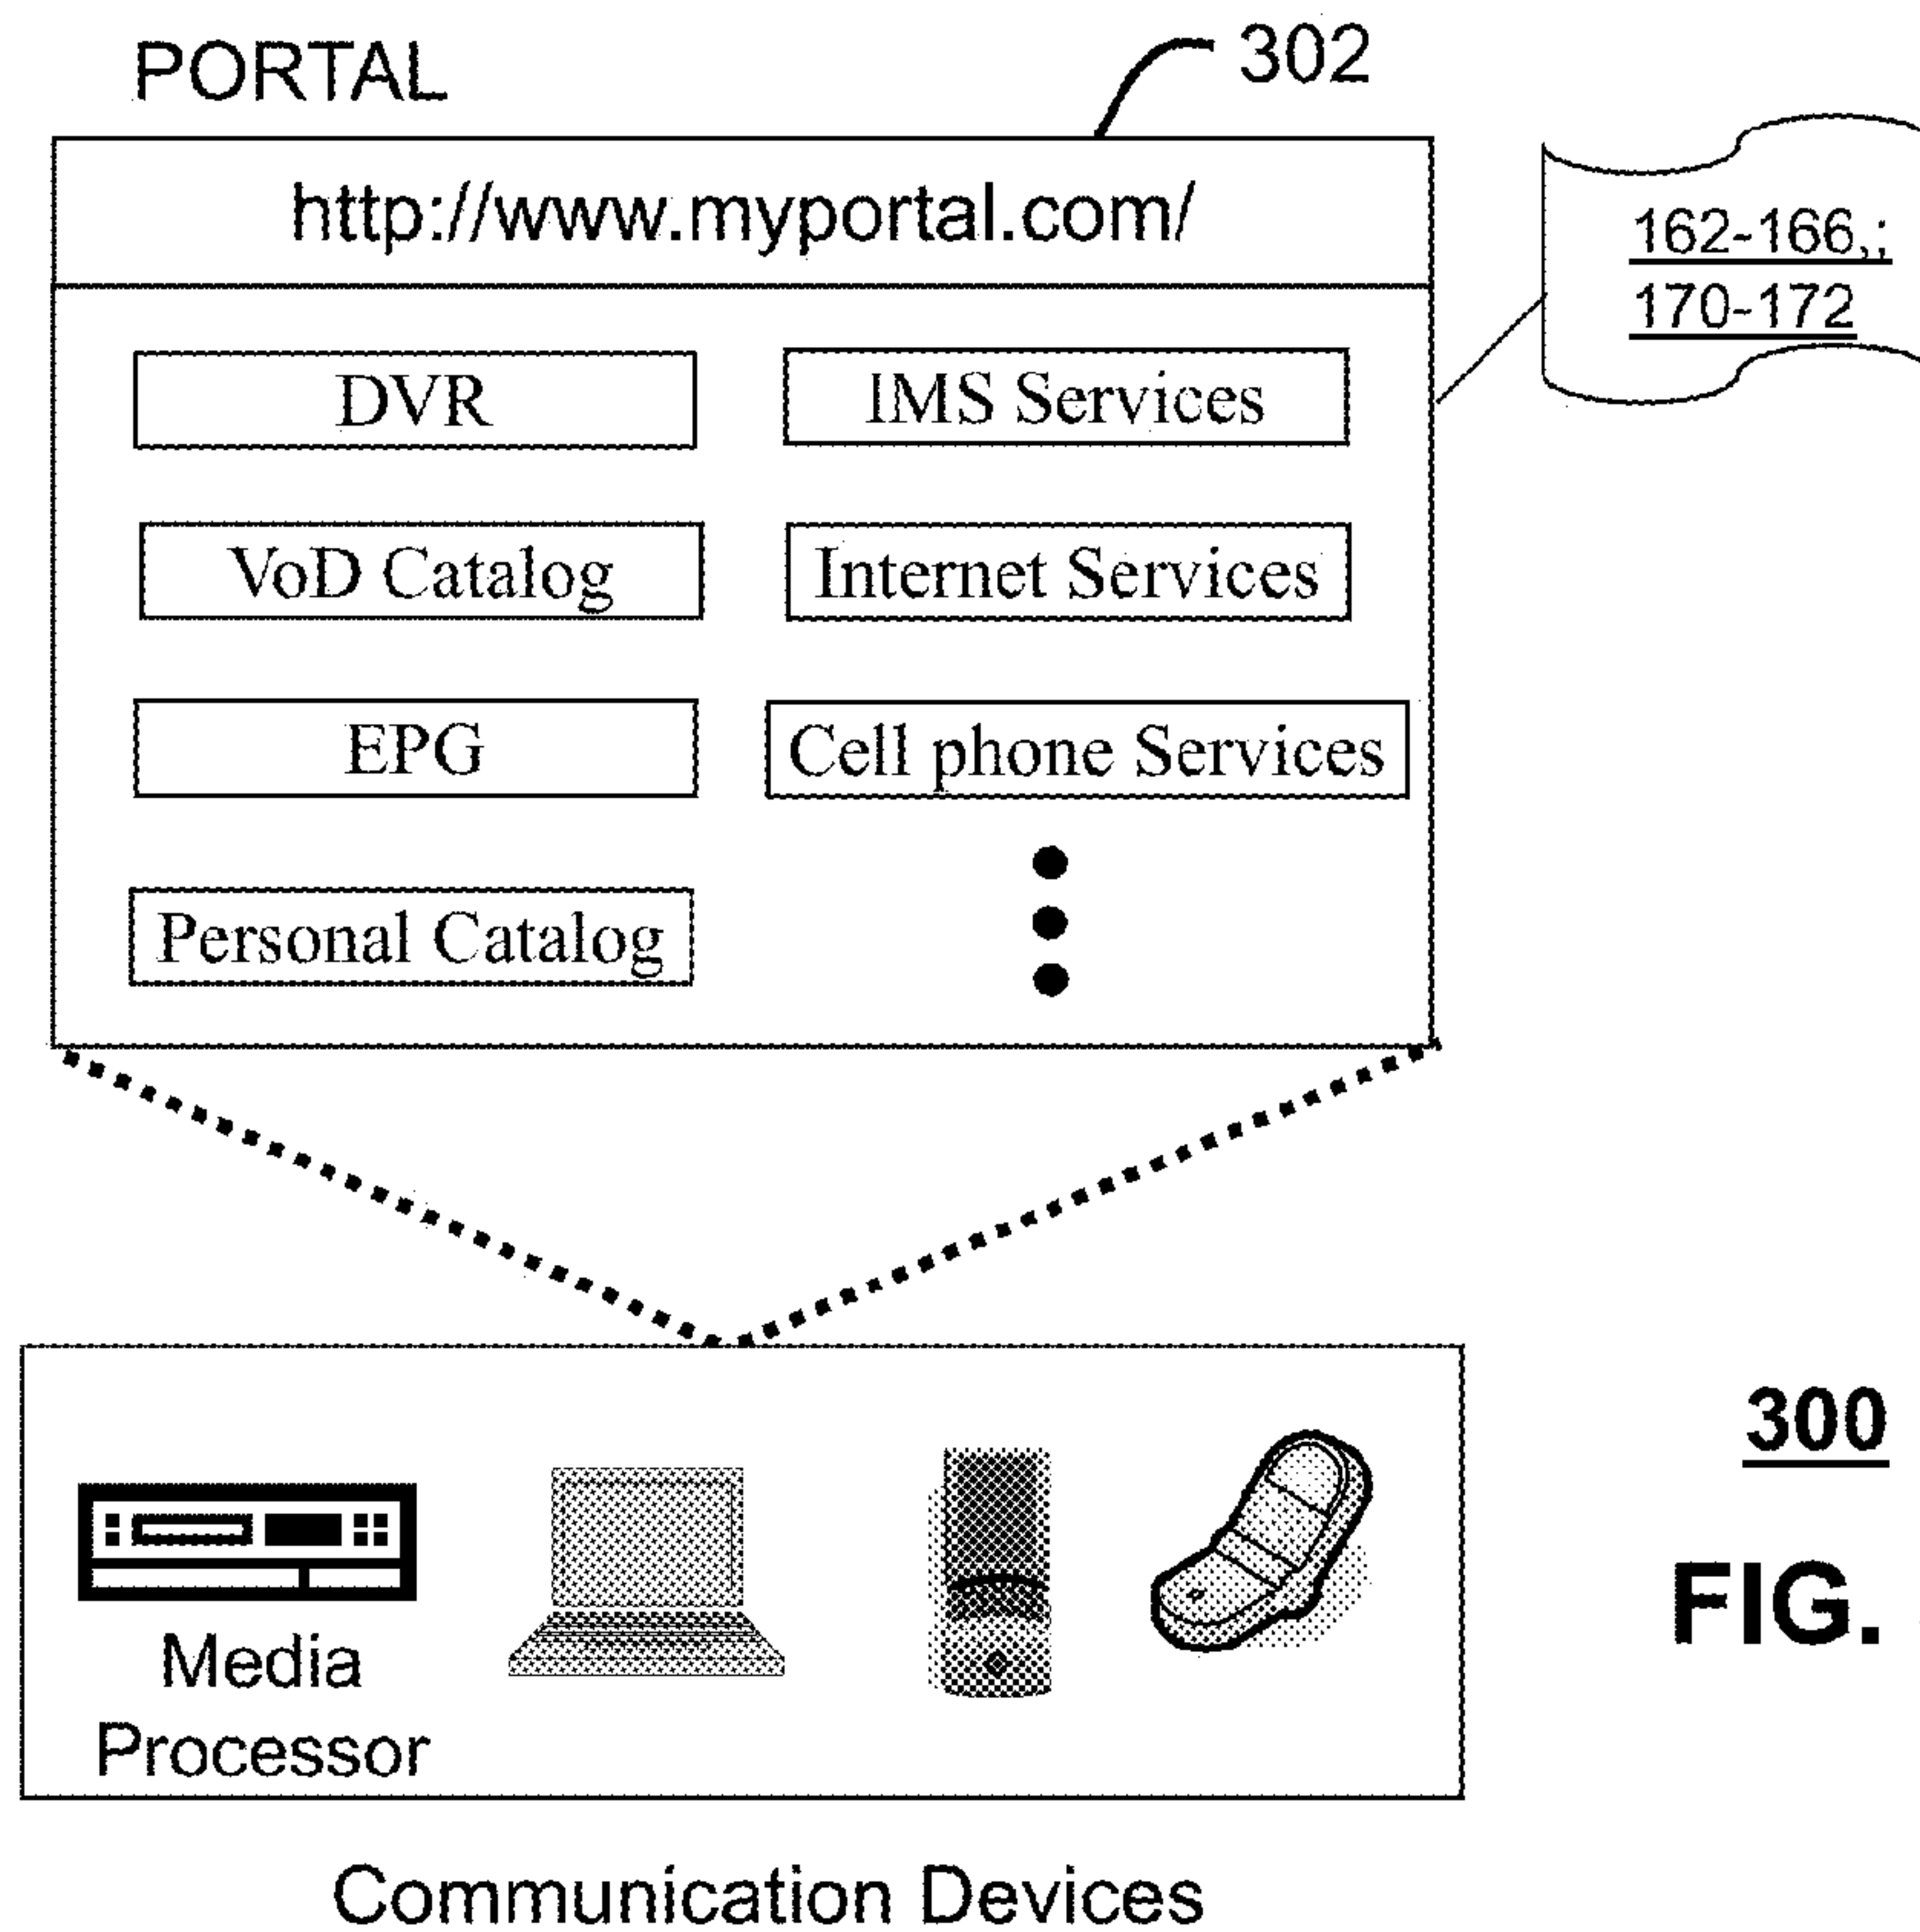 PORTAL
302
http://www.myportal.com/
162-166,;
170-172
DVR
IMS Services
VoD Catalog
Internet Services
EPG
Cell phone Services
Personal Catalog
300
FIG.
Media
Processor
Communication Devices